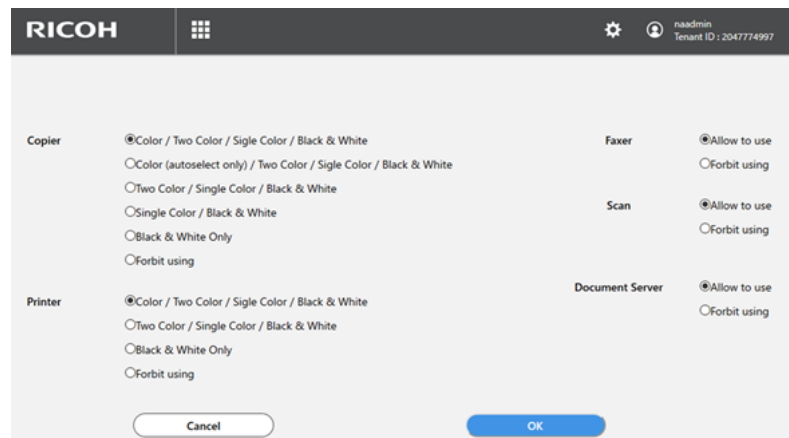 RICOH
naadmin
Tenant ID : 2047774997
Copier
Color / Two Color / Sigle Color / Black & White
Color (autoselect only) / Two Color / Sigle Color / Black & White
Two Color / Single Color / Black & White
Single Color / Black & White
Black & White Only
Forbit using
Printer
Color / Two Color / Sigle Color / Black & White
Two Color / Single Color / Black & White
Black & White Only
Forbit using
Faxer
Allow to use
Forbit using
Scan
Allow to use
Forbit using
Document Server
Allow to use
Forbit using
Cancel
OK